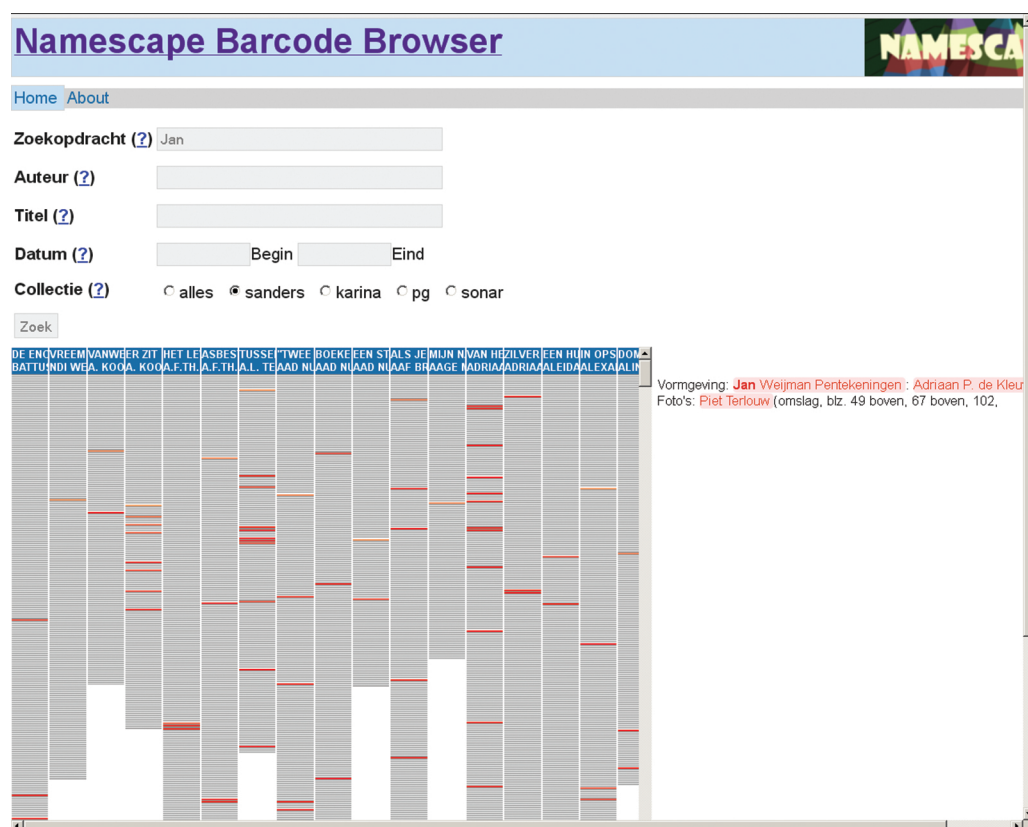 Namescape Barcode Browser
NAMESCA
Home About
Zoekopdracht (?) Jan
Auteur (?)
Titel (?)
Datum (?) Begin Eind
Collectie (?) alles sanders karina pg sonar
Zoek
DE ENC VREEM VANWE ER ZIT HET LE ASBES TUSSE "TWEE BOEKE EEN ST ALS JE MIJN N VAN HE ZILVER EEN HU IN OPS DOM
BATTUS NDI WE A. KOO A. KOO A.F.TH. A.F.TH. A.L. TE AAD NU AAD NU AAD NU AAF BR AAGE M ADRIAA ADRIAA ALEIDA ALEXA ALIN
Vormgeving: Jan Weijman Pentekeningen : Adriaan P. de Kleu
Foto's: Piet Terlouw (omslag, blz. 49 boven, 67 boven, 102,